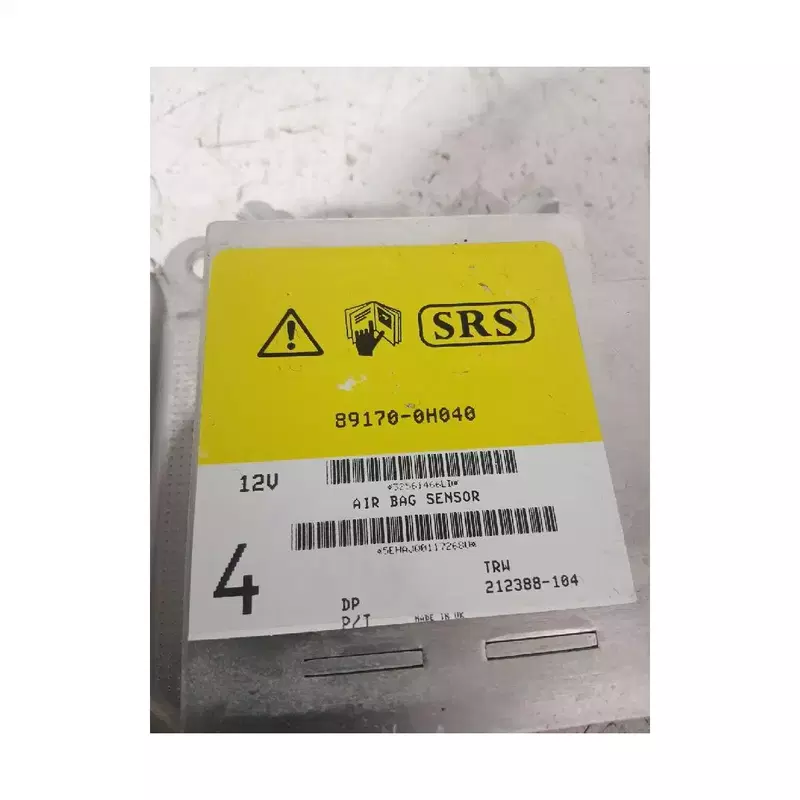 SRS
89170-0H040
12V
AIR BAG SENSOR
4
TRW
212388-104
DP
P/T
MADE IN UK